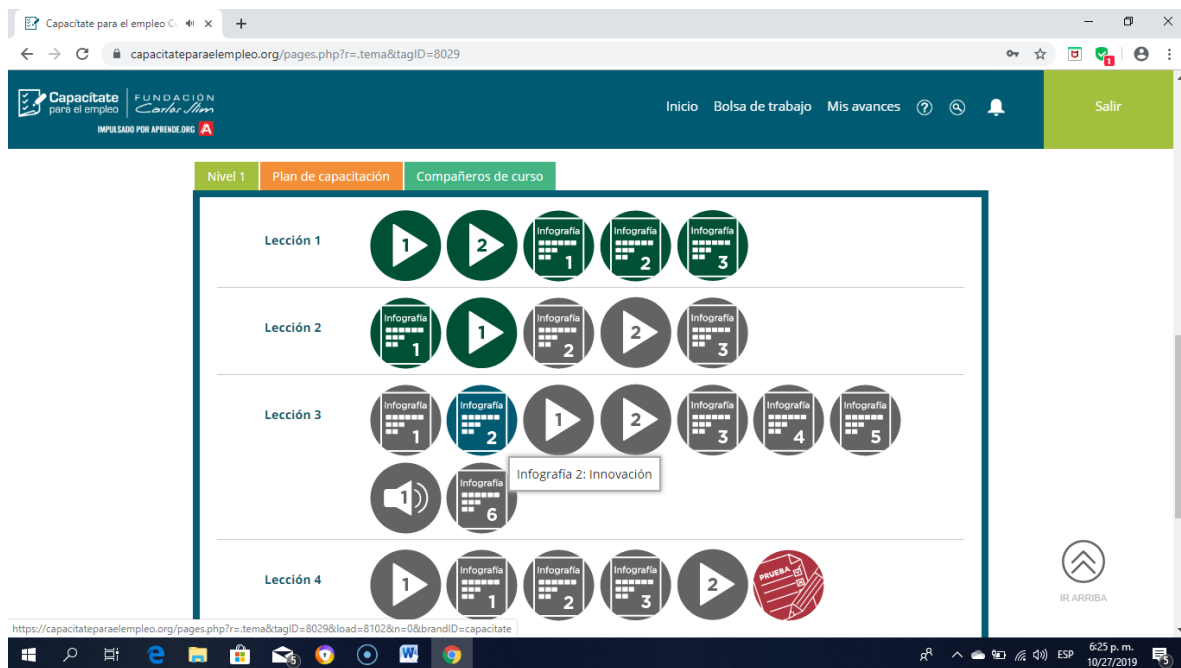 Capacítate para el empleo C
capacitateparaelempleo.org/pages.php?r=.tema&tagID=8029
Capacítate
para el empleo
FUNDACIÓN
Carlos Slim
IMPULSADO POR APRENDE.ORG A
Inicio Bolsa de trabajo Mis avances ? Salir
Nivel 1 Plan de capacitación Compañeros de curso
Lección 1
1 2 Infografía 1 Infografía 2 Infografía 3
Lección 2
Infografía 1 1 Infografía 2 2 Infografía 3
Lección 3
Infografía 1 Infografía 2 1 2 Infografía 3 Infografía 4 Infografía 5
1 Infografía 6
Infografía 2: Innovación
Lección 4
1 Infografía 1 Infografía 2 Infografía 3 2 PRUEBA
IR ARRIBA
https://capacitateparaelempleo.org/pages.php?r=.tema&tagID=8029&load=8102&n=0&brandID=capacitate
5 ESP 6:25 p. m.
10/27/2019 5